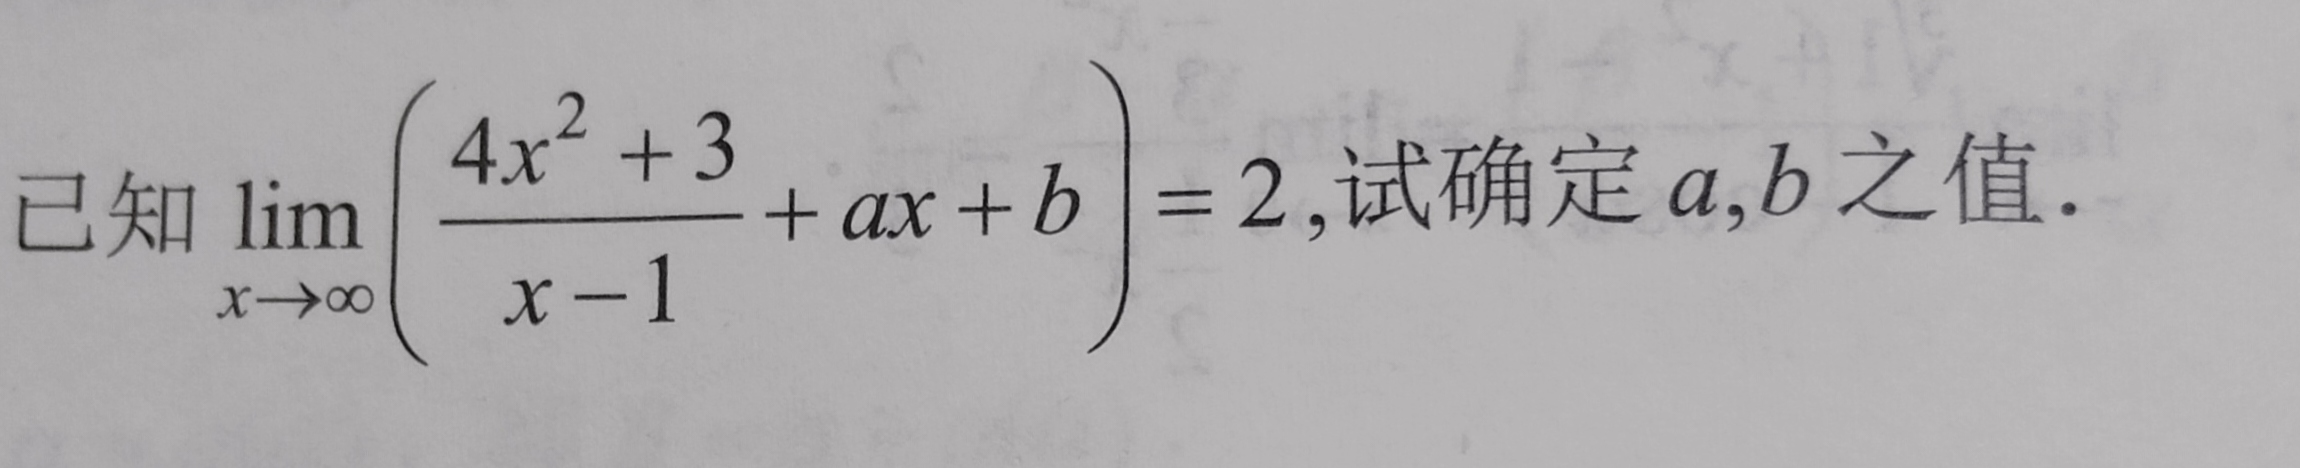 已知 $\lim_{x\to\infty}\left(\frac{4x^2+3}{x-1}+ax+b\right)=2$,试确定 $a,b$ 之值.